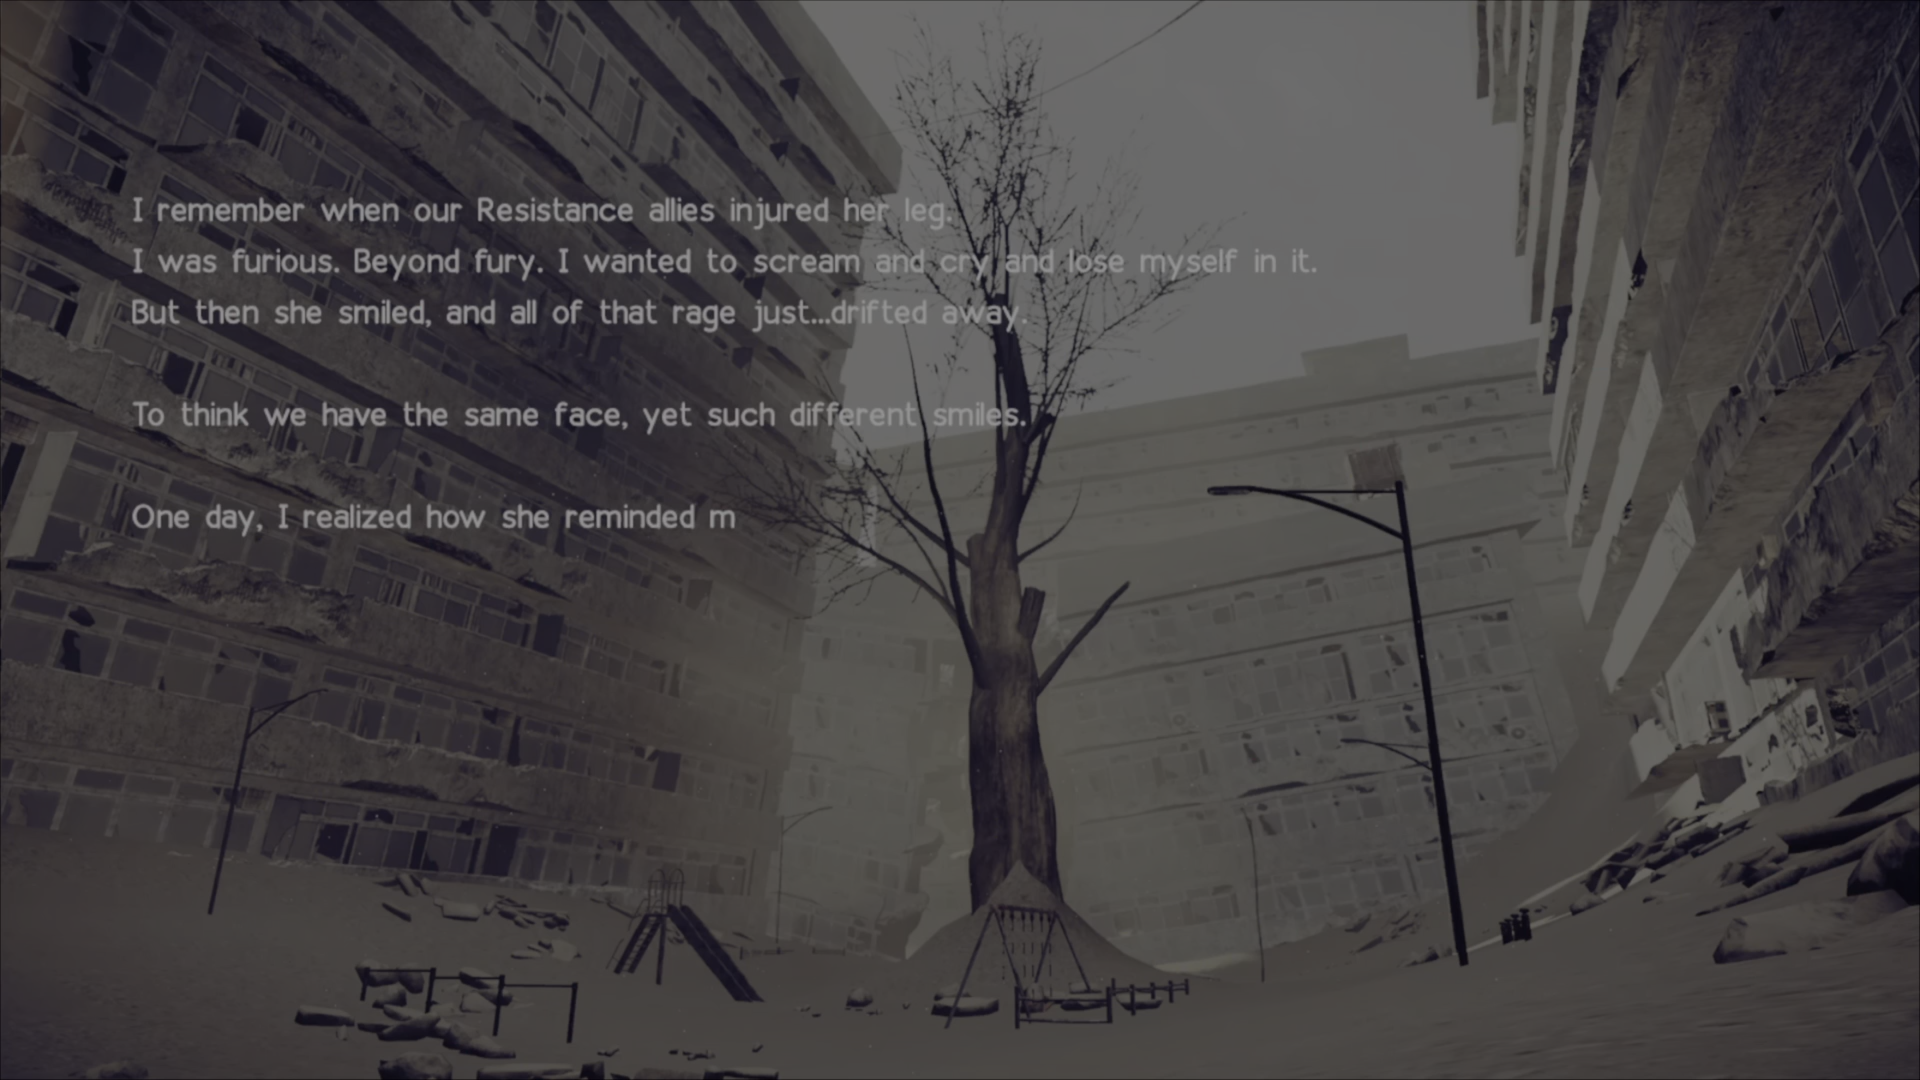 I remember when our Resistance allies injured her leg.
I was furious. Beyond fury. I wanted to scream and cry and lose myself in it.
But then she smiled, and all of that rage just...drifted away.
To think we have the same face, yet such different smiles.
One day, I realized how she reminded m